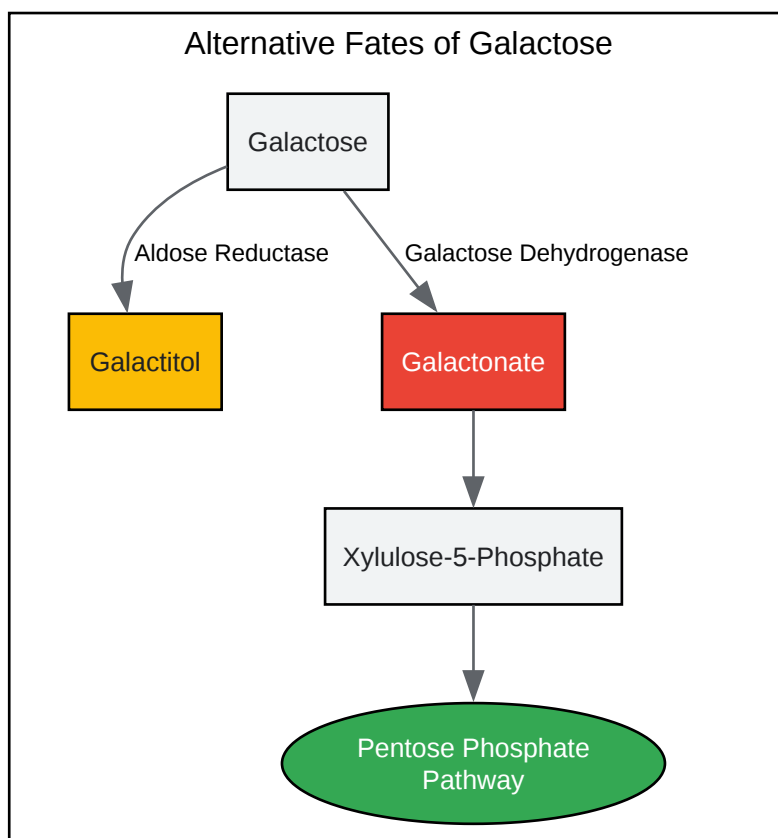 Alternative Fates of Galactose
Galactose
Aldose Reductase
Galactose Dehydrogenase
Galactitol
Galactonate
Xylulose-5-Phosphate
Pentose Phosphate
Pathway